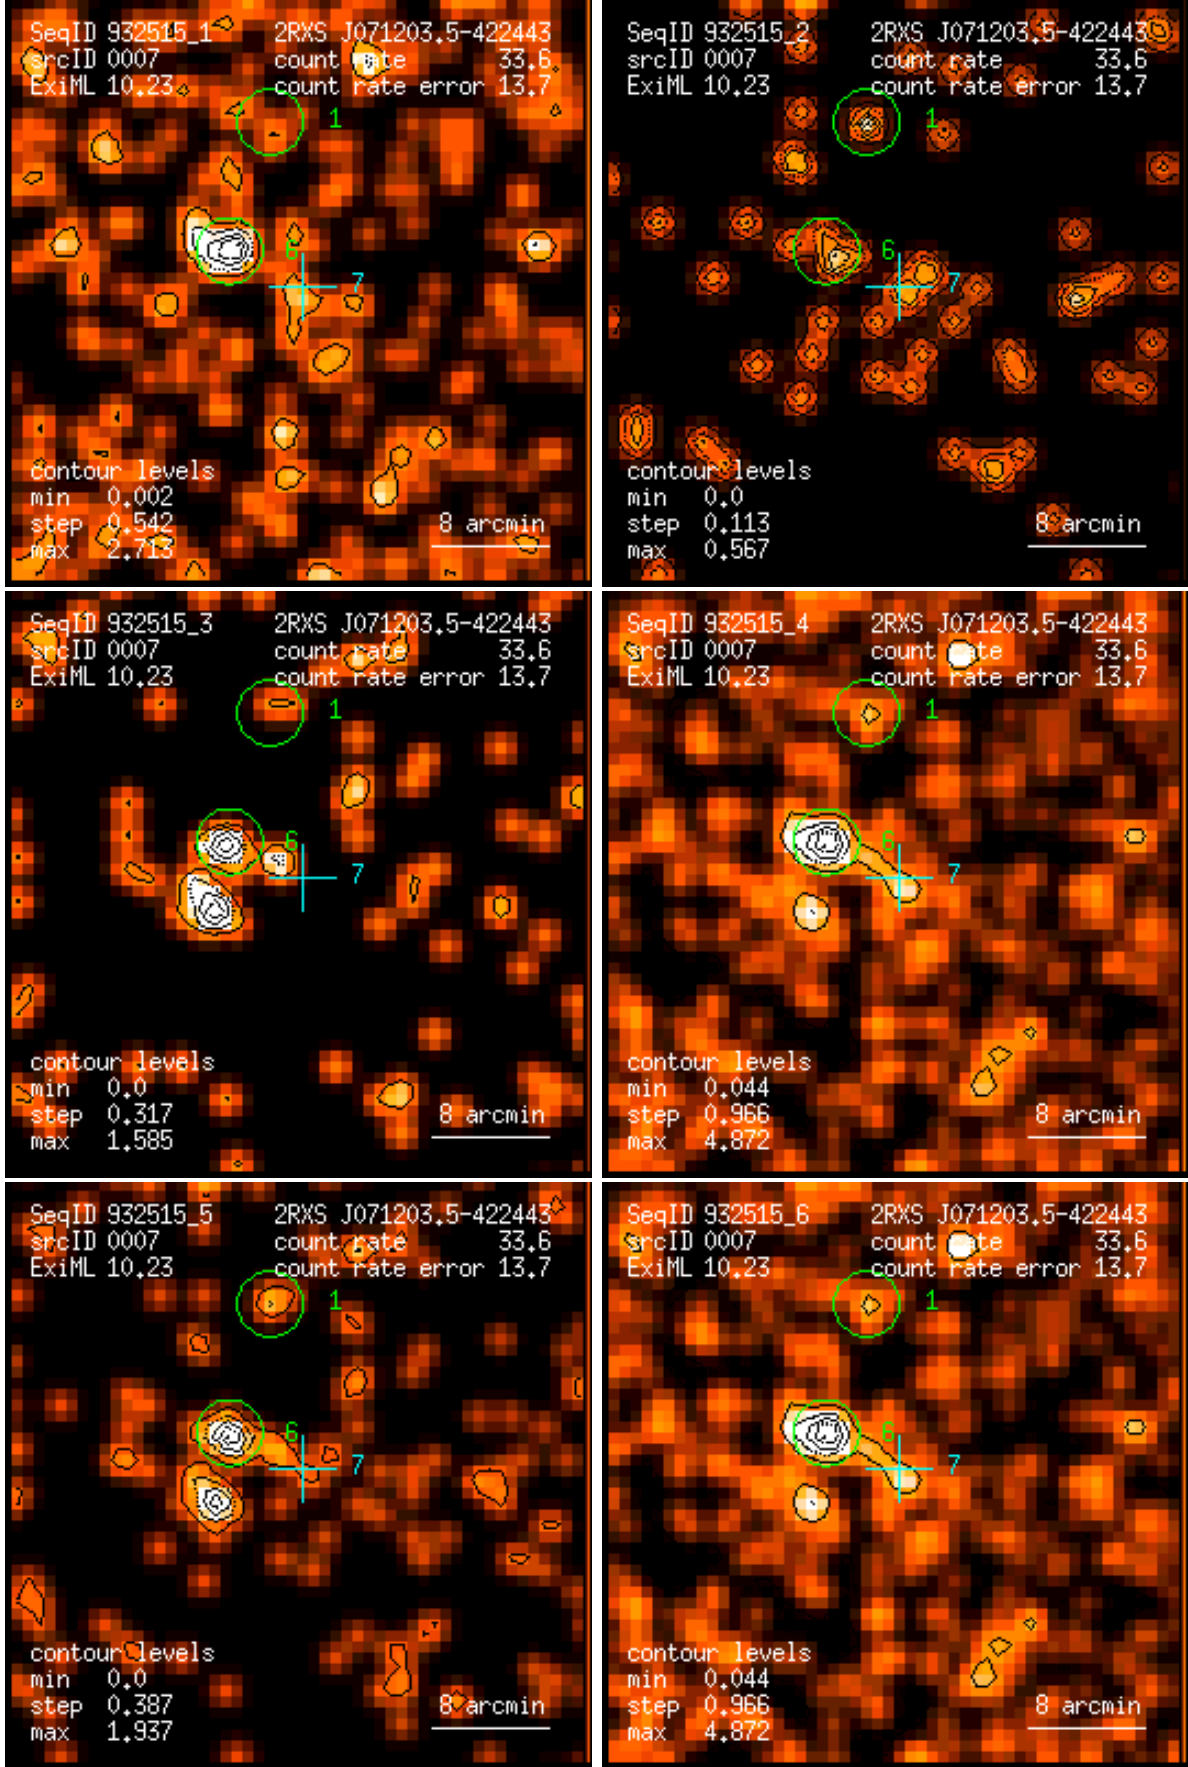 SeqID 932515_1 2RXS J071203.5-422443
srcID 0007 count rate 33.6
ExiML 10.23 count rate error 13.7
1
6
7
contour levels
min 0.002
step 0.542
max 2.713
8 arcmin
SeqID 932515_2 2RXS J071203.5-422443
srcID 0007 count rate 33.6
ExiML 10.23 count rate error 13.7
1
6
7
contour levels
min 0.0
step 0.113
max 0.567
8 arcmin
SeqID 932515_3 2RXS J071203.5-422443
srcID 0007 count rate 33.6
ExiML 10.23 count rate error 13.7
1
6
7
contour levels
min 0.0
step 0.317
max 1.585
8 arcmin
SeqID 932515_4 2RXS J071203.5-422443
srcID 0007 count rate 33.6
ExiML 10.23 count rate error 13.7
1
6
7
contour levels
min 0.044
step 0.966
max 4.872
8 arcmin
SeqID 932515_5 2RXS J071203.5-422443
srcID 0007 count rate 33.6
ExiML 10.23 count rate error 13.7
1
6
7
contour levels
min 0.0
step 0.387
max 1.937
8 arcmin
SeqID 932515_6 2RXS J071203.5-422443
srcID 0007 count rate 33.6
ExiML 10.23 count rate error 13.7
1
6
7
contour levels
min 0.044
step 0.966
max 4.872
8 arcmin